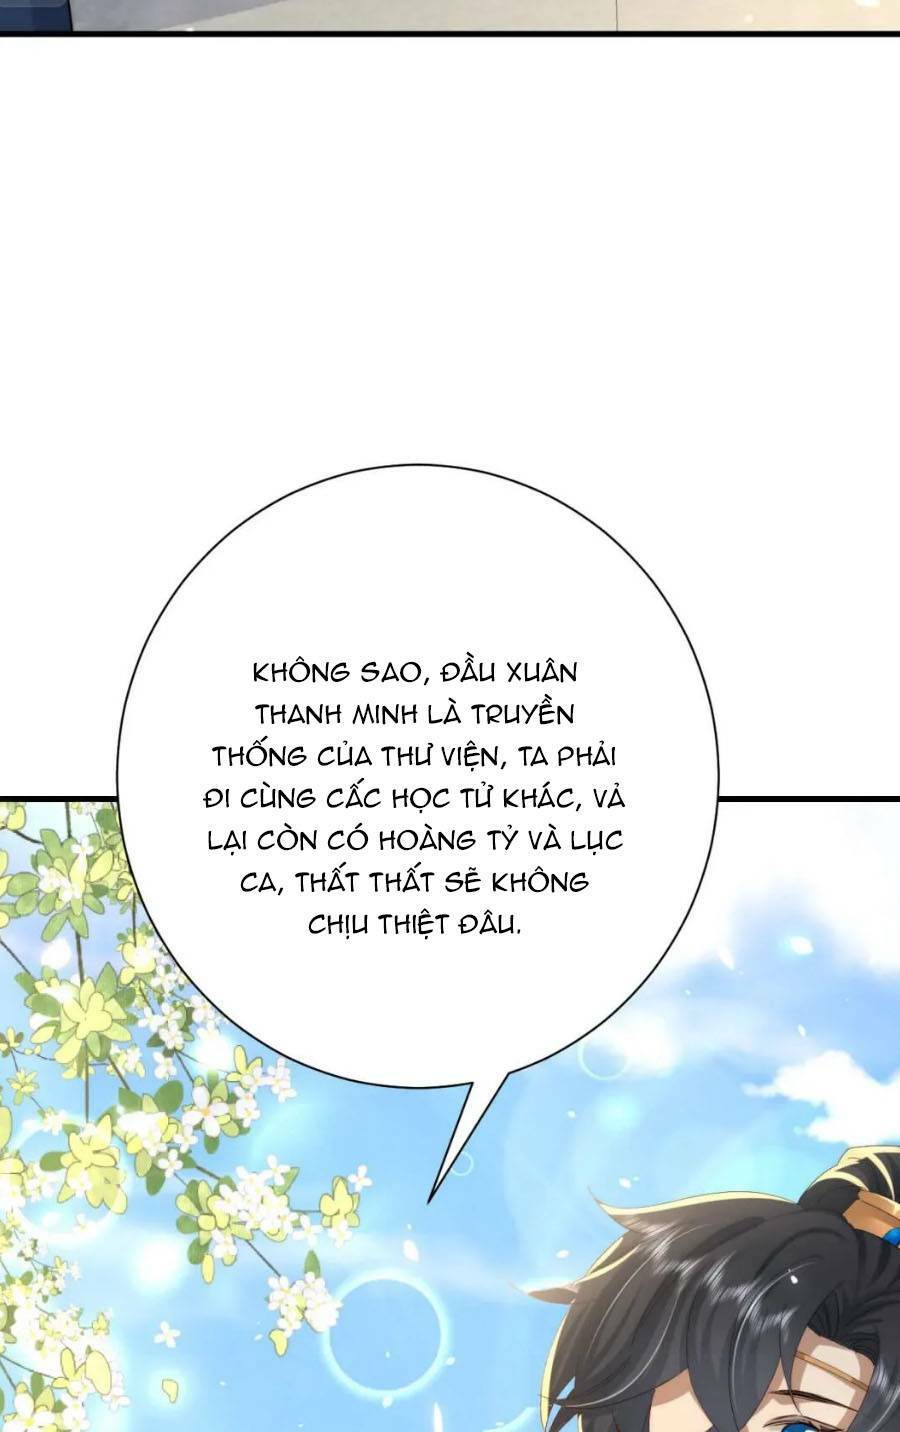 KHÔNG SAO, ĐẦU XUÂN
THANH MINH LÀ TRUYỀN
THỐNG CỦA THƯ VIỆN, TA PHẢI
ĐI CÙNG CẤC HỌC TỬ KHÁC, VẢ
LẠI CÒN CÓ HOÀNG TỶ VÀ LỤC
CA, THẤT THẤT SẼ KHÔNG
CHỊU THIỆT ĐÂU.